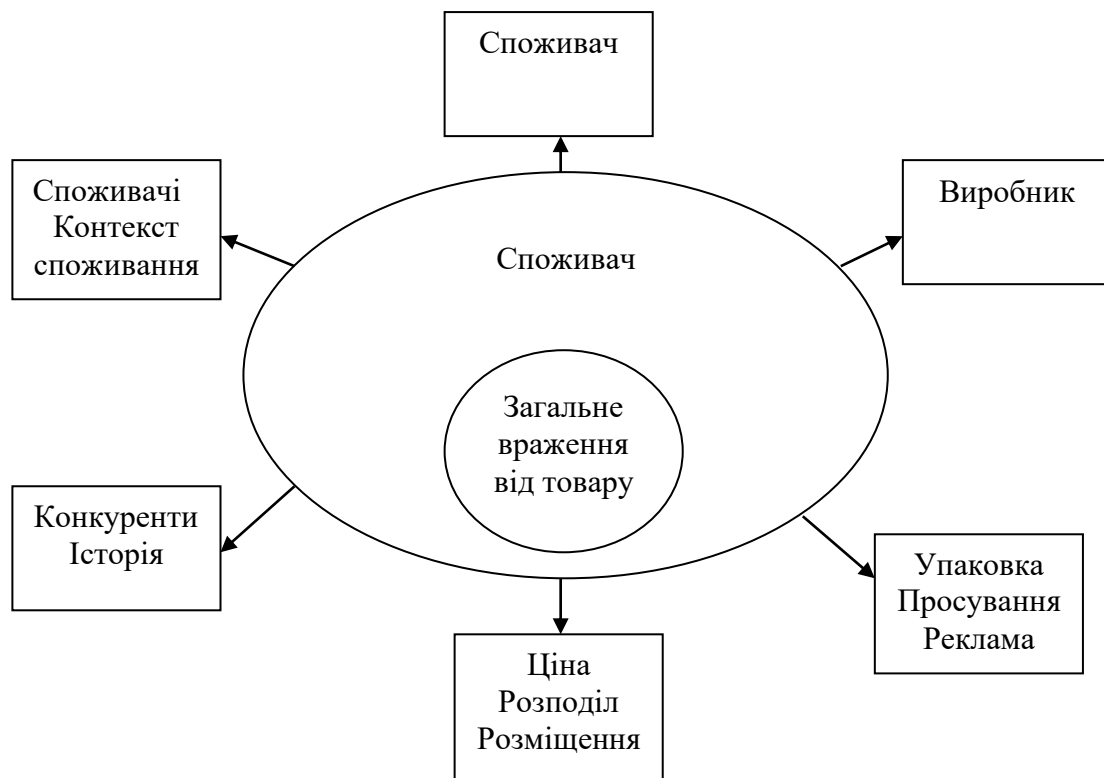 Споживач
Споживачі
Контекст
споживання
Виробник
Споживач
Загальне
враження
від товару
Конкуренти
Історія
Упаковка
Просування
Реклама
Ціна
Розподіл
Розміщення